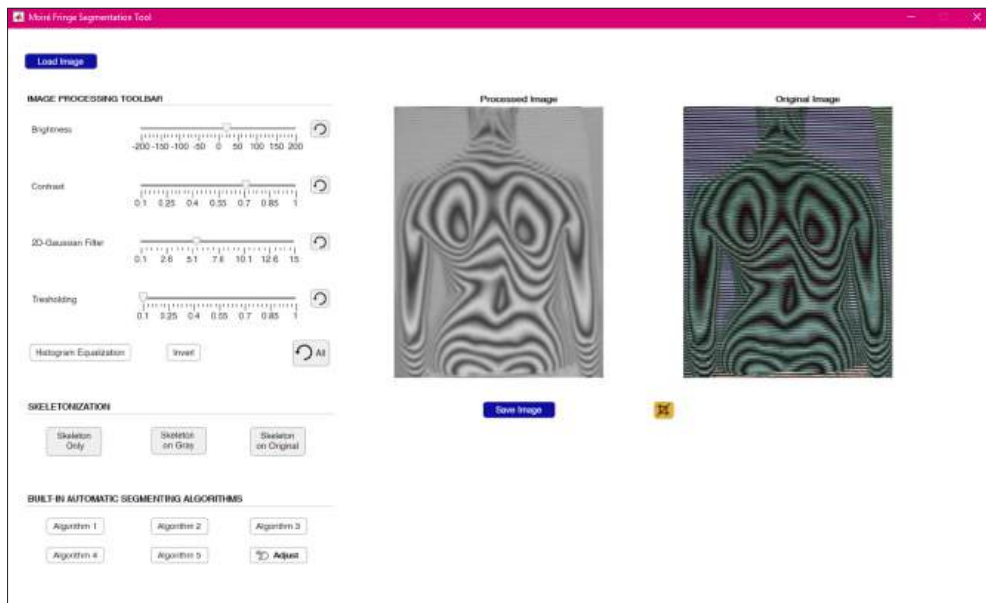 Moiré Fringe Segmentation Tool
Load Image
IMAGE PROCESSING TOOLBAR
Processed Image
Original Image
Brightness
-200 -150 -100 -50 0 50 100 150 200
Contrast
0.1 0.25 0.4 0.55 0.7 0.85 1
2D-Gaussian Filter
0.1 2.6 5.1 7.6 10.1 12.6 15
Tresholding
0.1 0.25 0.4 0.55 0.7 0.85 1
Histogram Equalization
Invert
All
SKELETONIZATION
Save Image
Skeleton
Only
Skeleton
on Gray
Skeleton
on Original
BUILT-IN AUTOMATIC SEGMENTING ALGORITHMS
Algorithm 1
Algorithm 2
Algorithm 3
Algorithm 4
Algorithm 5
Adjust